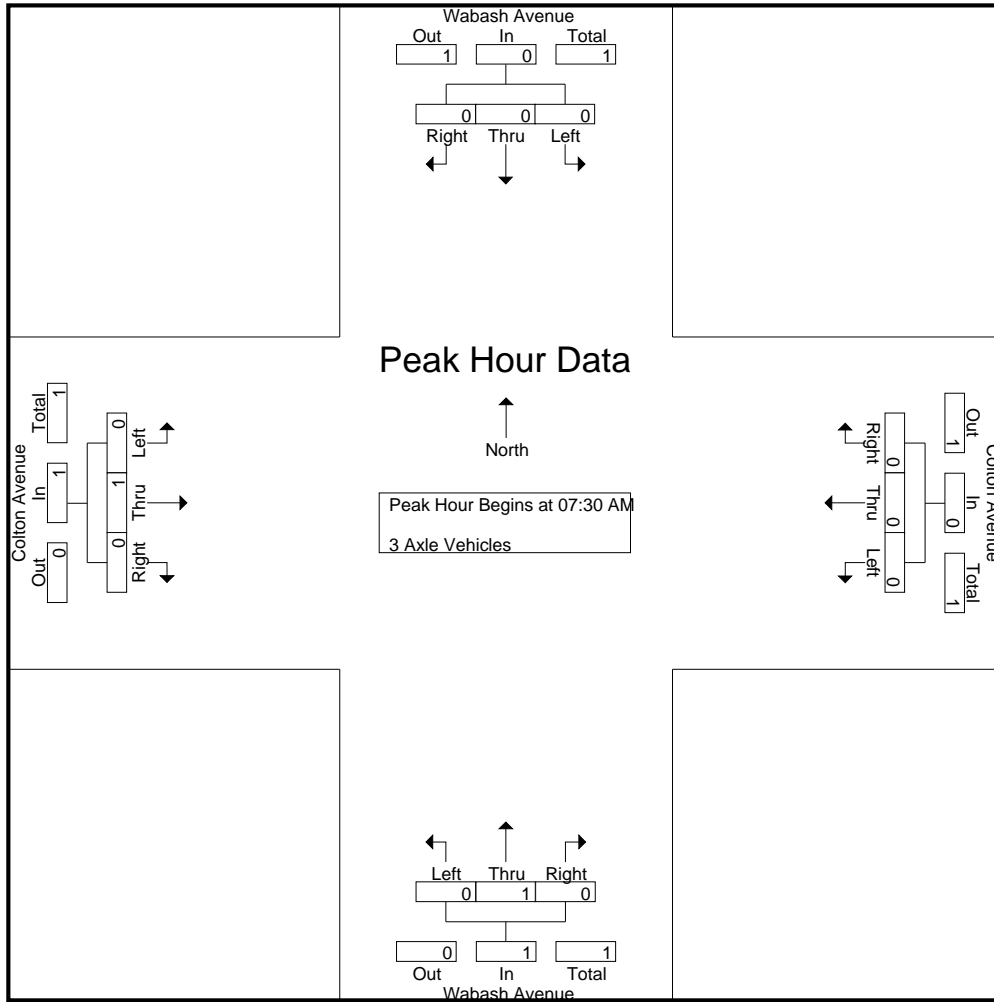 Wabash Avenue
Out In Total
1 0 1
0 0 0
Right Thru Left
Peak Hour Data
North
Peak Hour Begins at 07:30 AM
3 Axle Vehicles
Colton Avenue
Total In Out
1 1 0
0 1 0
Left Thru Right
Right Thru Left
0 0 0
Out In Total
1 0 1
Colton Avenue
Left Thru Right
0 1 0
0 1 1
Out In Total
Wabash Avenue